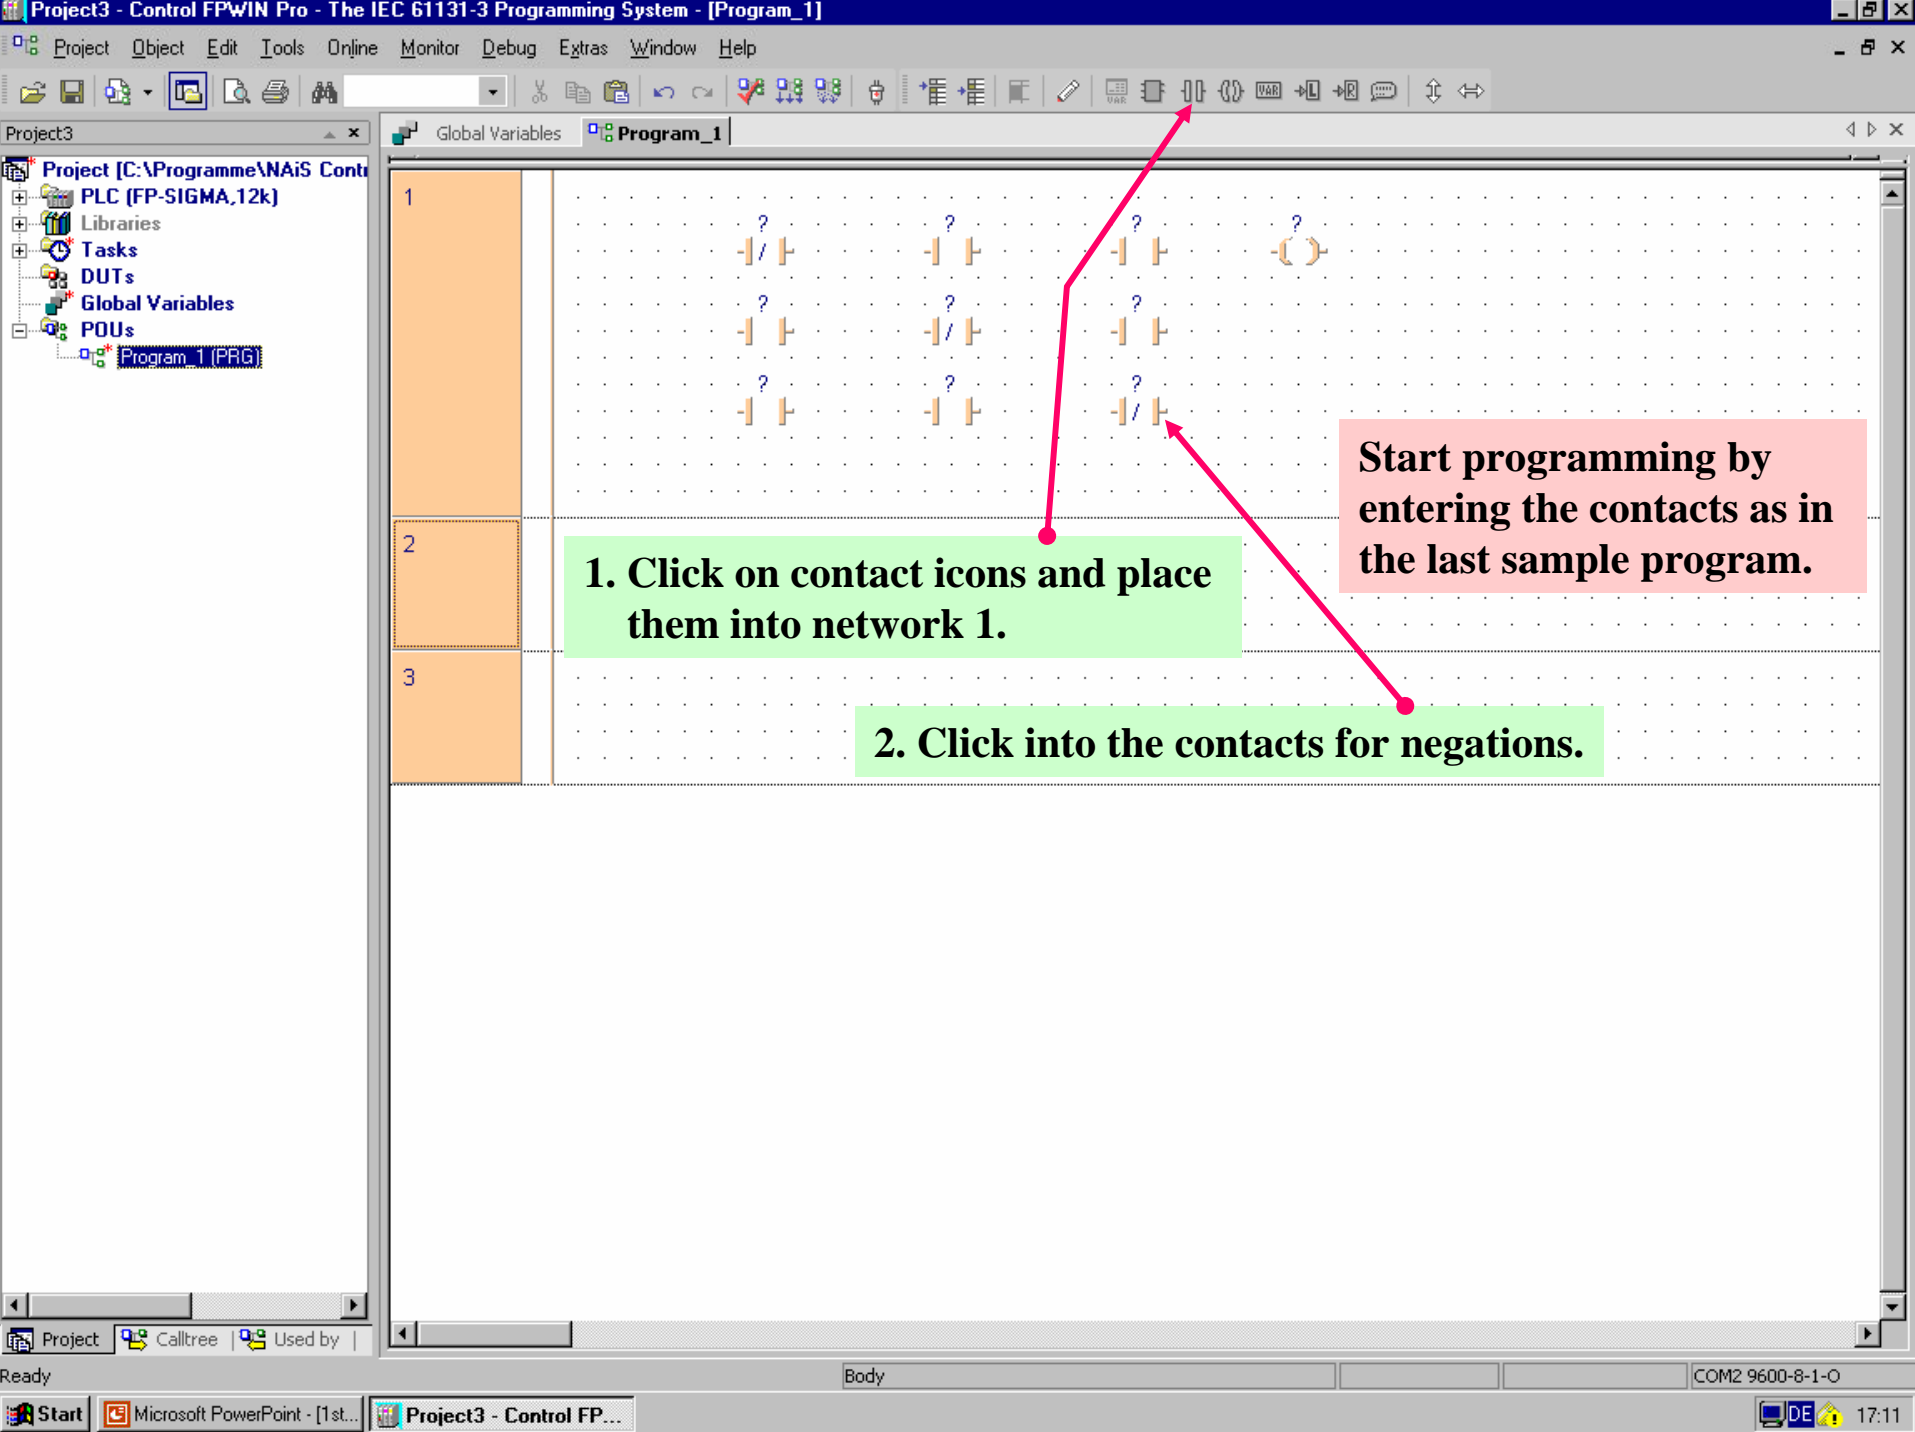 Project3 - Control FPWIN Pro - The IEC 61131-3 Programming System - [Program_1]
Project Object Edit Tools Online Monitor Debug Extras Window Help
VAR VAR L R
Project3
Global Variables Program_1
Project [C:\Programme\NAiS Contr
PLC (FP-SIGMA,12k)
Libraries
Tasks
DUTs
Global Variables
POUs
Program_1 (PRG)
1
? ? ? ?
/
? ? ?
/
? ? ?
/
Start programming by
entering the contacts as in
the last sample program.
2
1. Click on contact icons and place
them into network 1.
3
2. Click into the contacts for negations.
Project Calltree Used by
Ready Body COM2 9600-8-1-O
Start Microsoft PowerPoint - [1st... Project3 - Control FP... DE 17:11